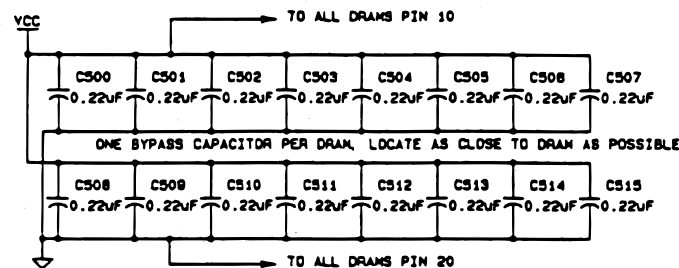 TO ALL DRAMS PIN 10
VCC
C500 C501 C502 C503 C504 C505 C506 C507
0.22uF 0.22uF 0.22uF 0.22uF 0.22uF 0.22uF 0.22uF 0.22uF
ONE BYPASS CAPACITOR PER DRAM, LOCATE AS CLOSE TO DRAM AS POSSIBLE
C508 C509 C510 C511 C512 C513 C514 C515
0.22uF 0.22uF 0.22uF 0.22uF 0.22uF 0.22uF 0.22uF 0.22uF
TO ALL DRAMS PIN 20